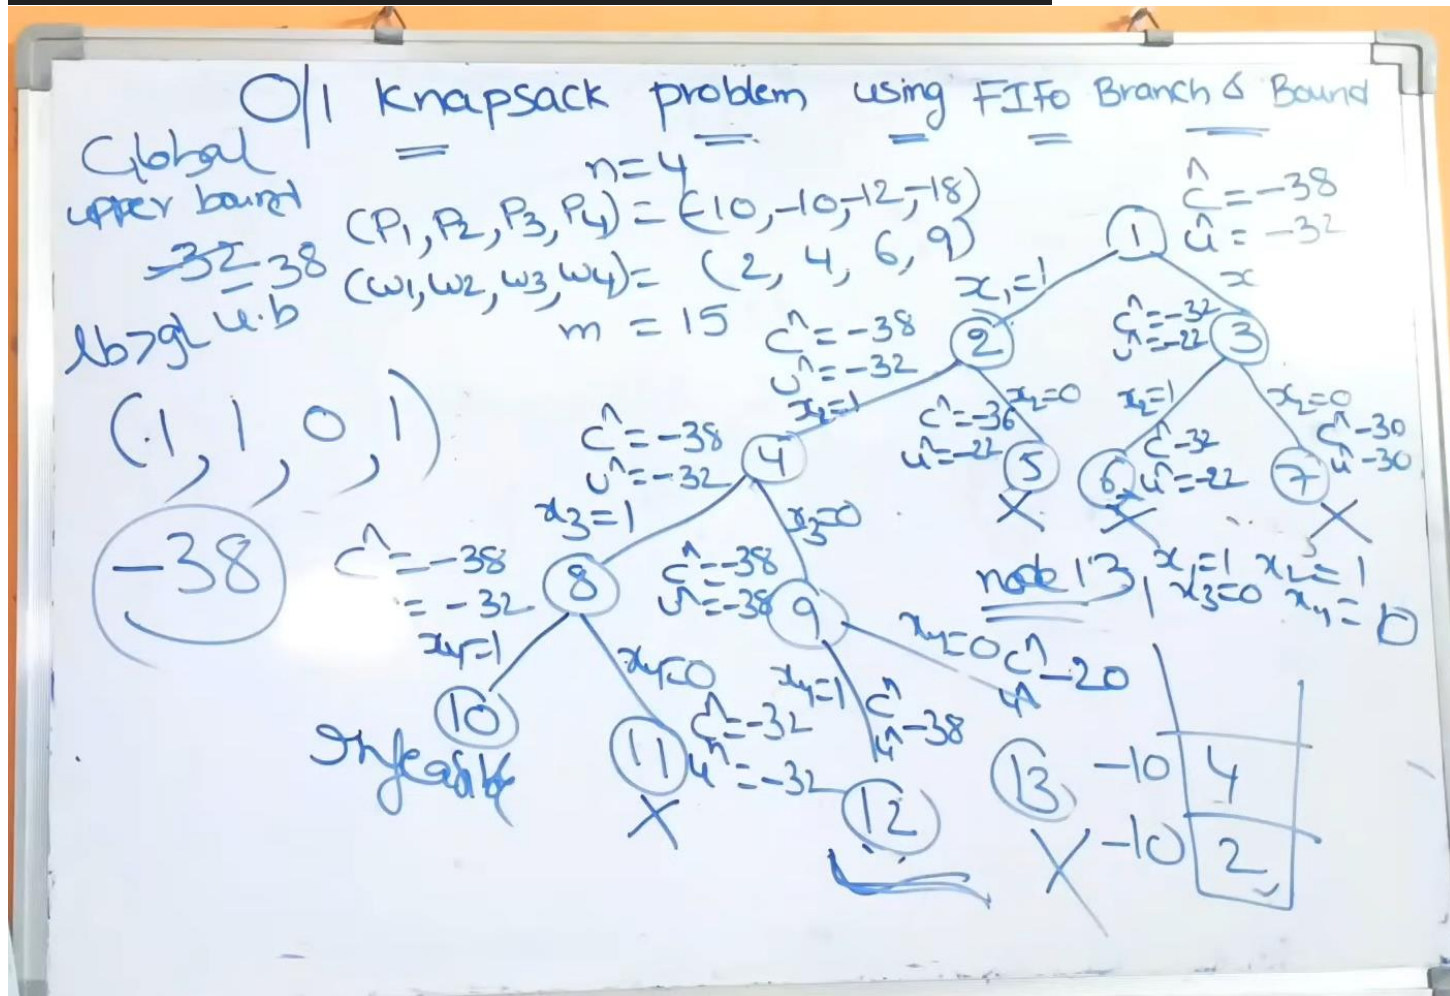 0/1 Knapsack problem using FIFO Branch & Bound
Global
upper bound
-32 -38
u.b
lb>gl
n=4
(P1, P2, P3, P4) = (-10, -10, -12, -18)
(w1, w2, w3, w4) = (2, 4, 6, 9)
m = 15
(1, 1, 0, 1)
-38
1
ĉ = -38
û = -32
x1=1
x
2
c^ = -38
u^ = -32
3
c^=-32
u^=-22
x2=1
x2=0
x2=1
x2=0
4
c^ = -38
u^ = -32
5
c^=-36
u^=-22
X
6
c^-32
u^=-22
X
7
c^-30
u^-30
X
x3=1
x3=0
8
c^=-38
= -32
9
c^=-38
u^=-38
node 13
x1=1 x2=1
x3=0 x4=0
x4=1
x4=0
x4=1
x4=0
10
Infeasible
11
c^=-32
u^=-32
X
12
c^
u^ -38
13
c^
u^ -20
X
-10 4
-10 2